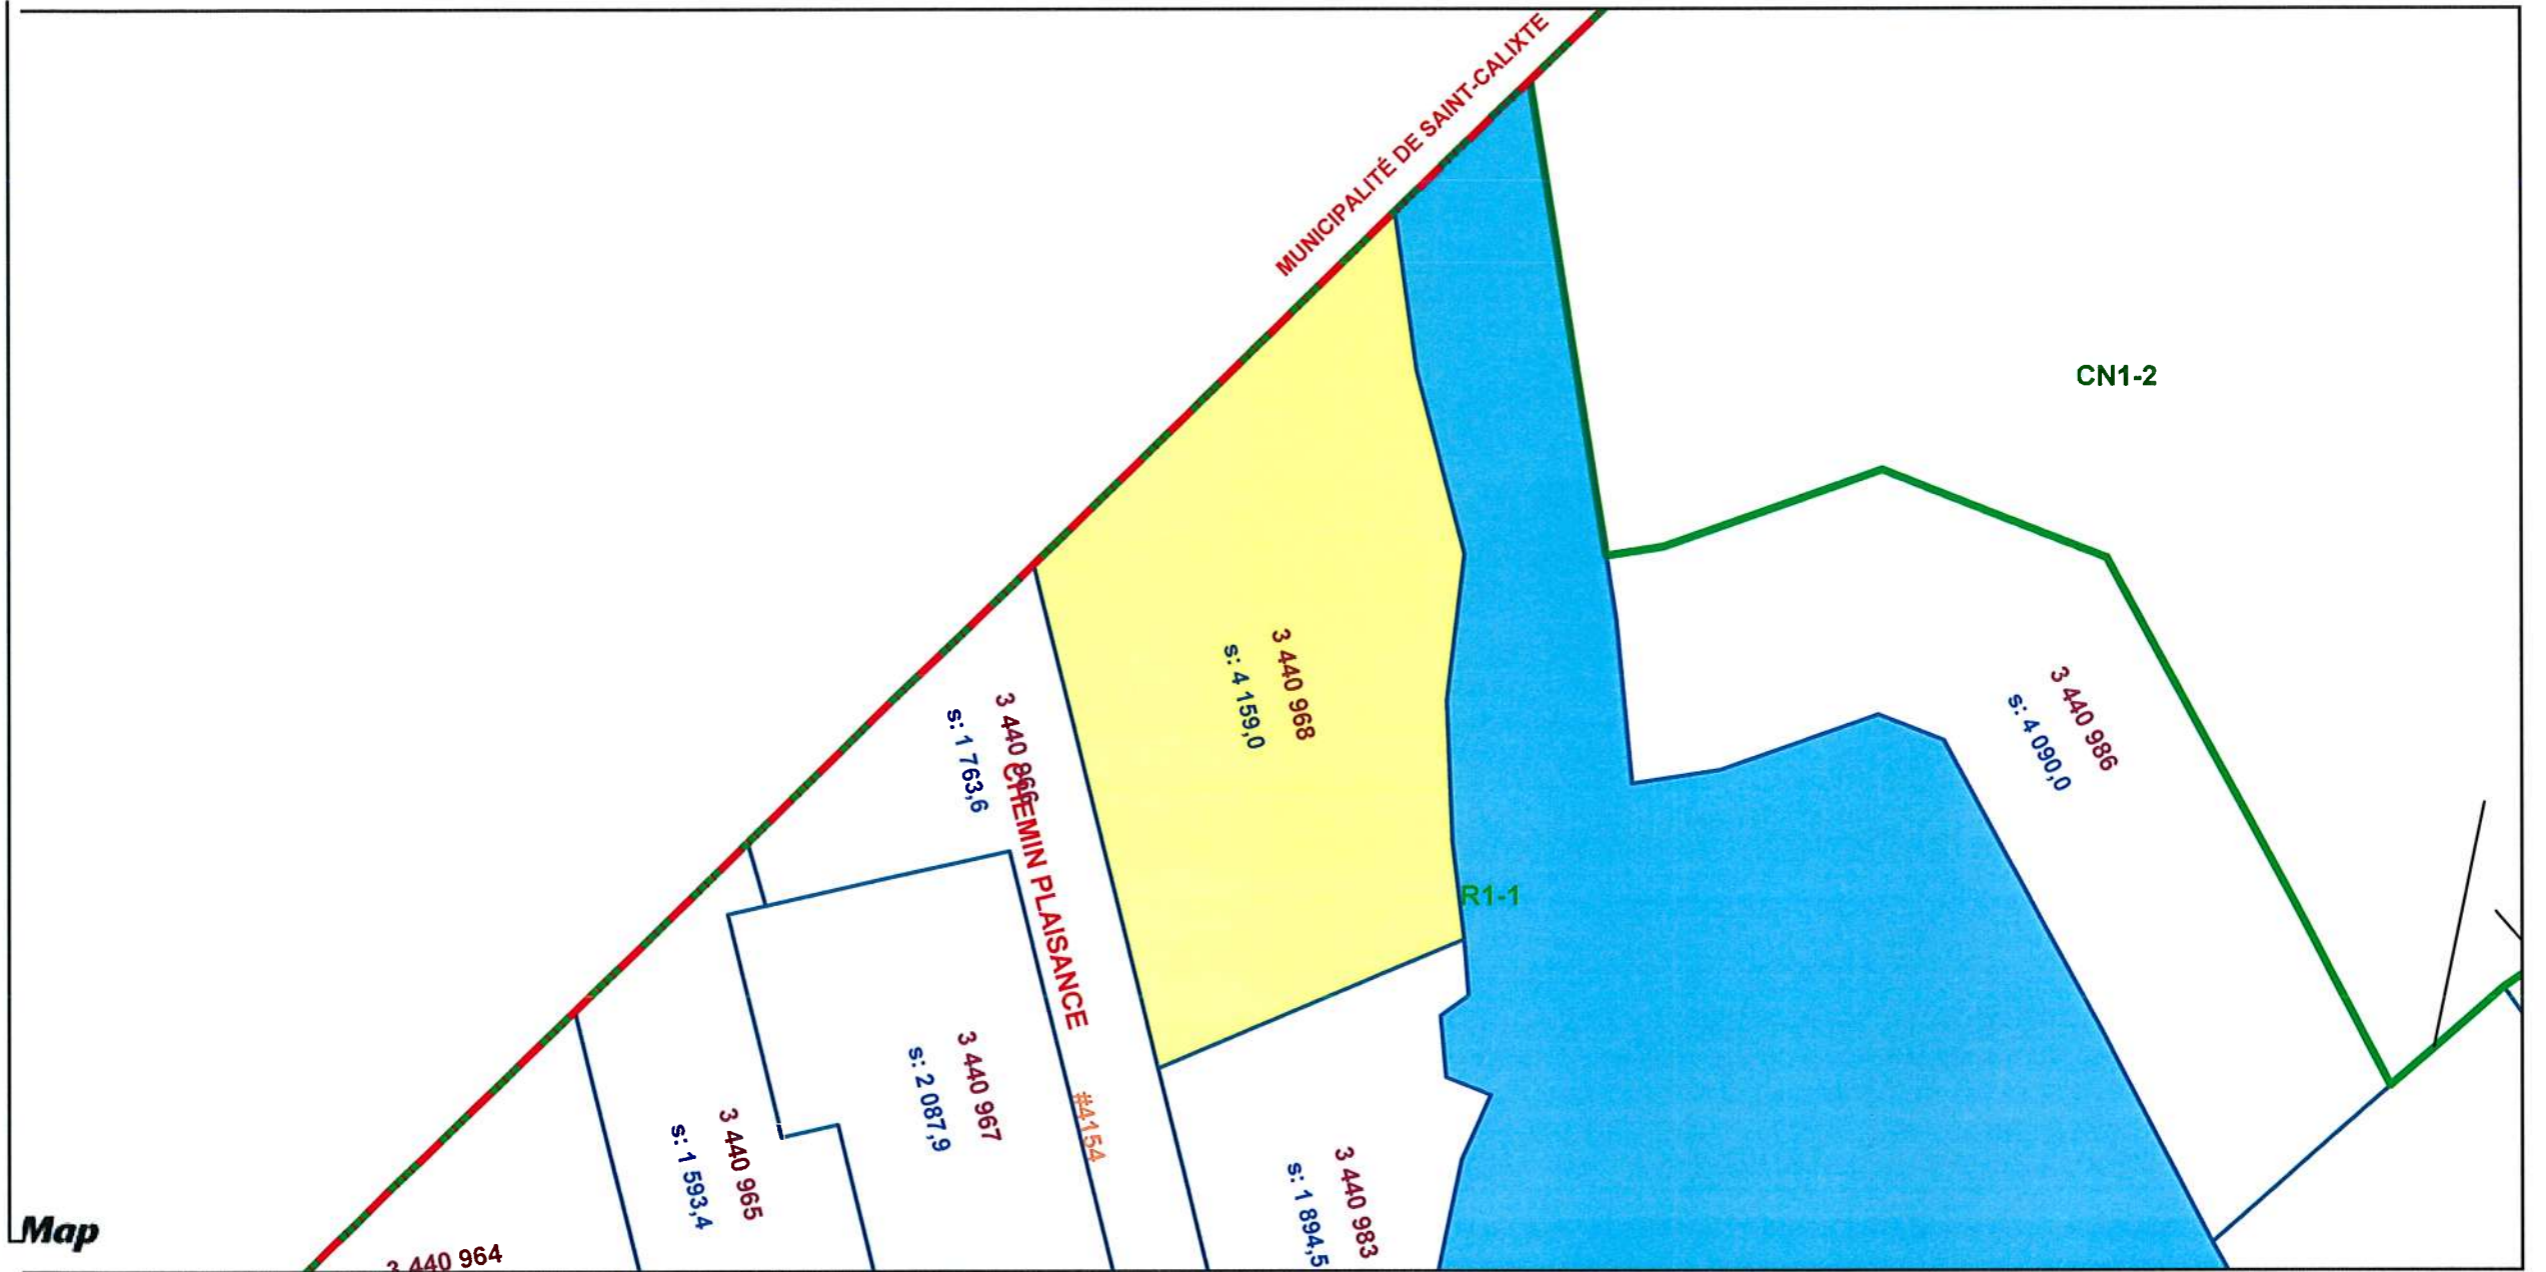 MUNICIPALITÉ DE SAINT-CALIXTE
CN1-2
3 440 968
s: 4 159,0
3 440 986
s: 4 090,0
3 440 966
s: 1 763,6
CHEMIN PLAISANCE
R1-1
3 440 967
s: 2 087,9
#4154
3 440 965
s: 1 593,4
3 440 983
s: 1 894,5
3 440 964
Map